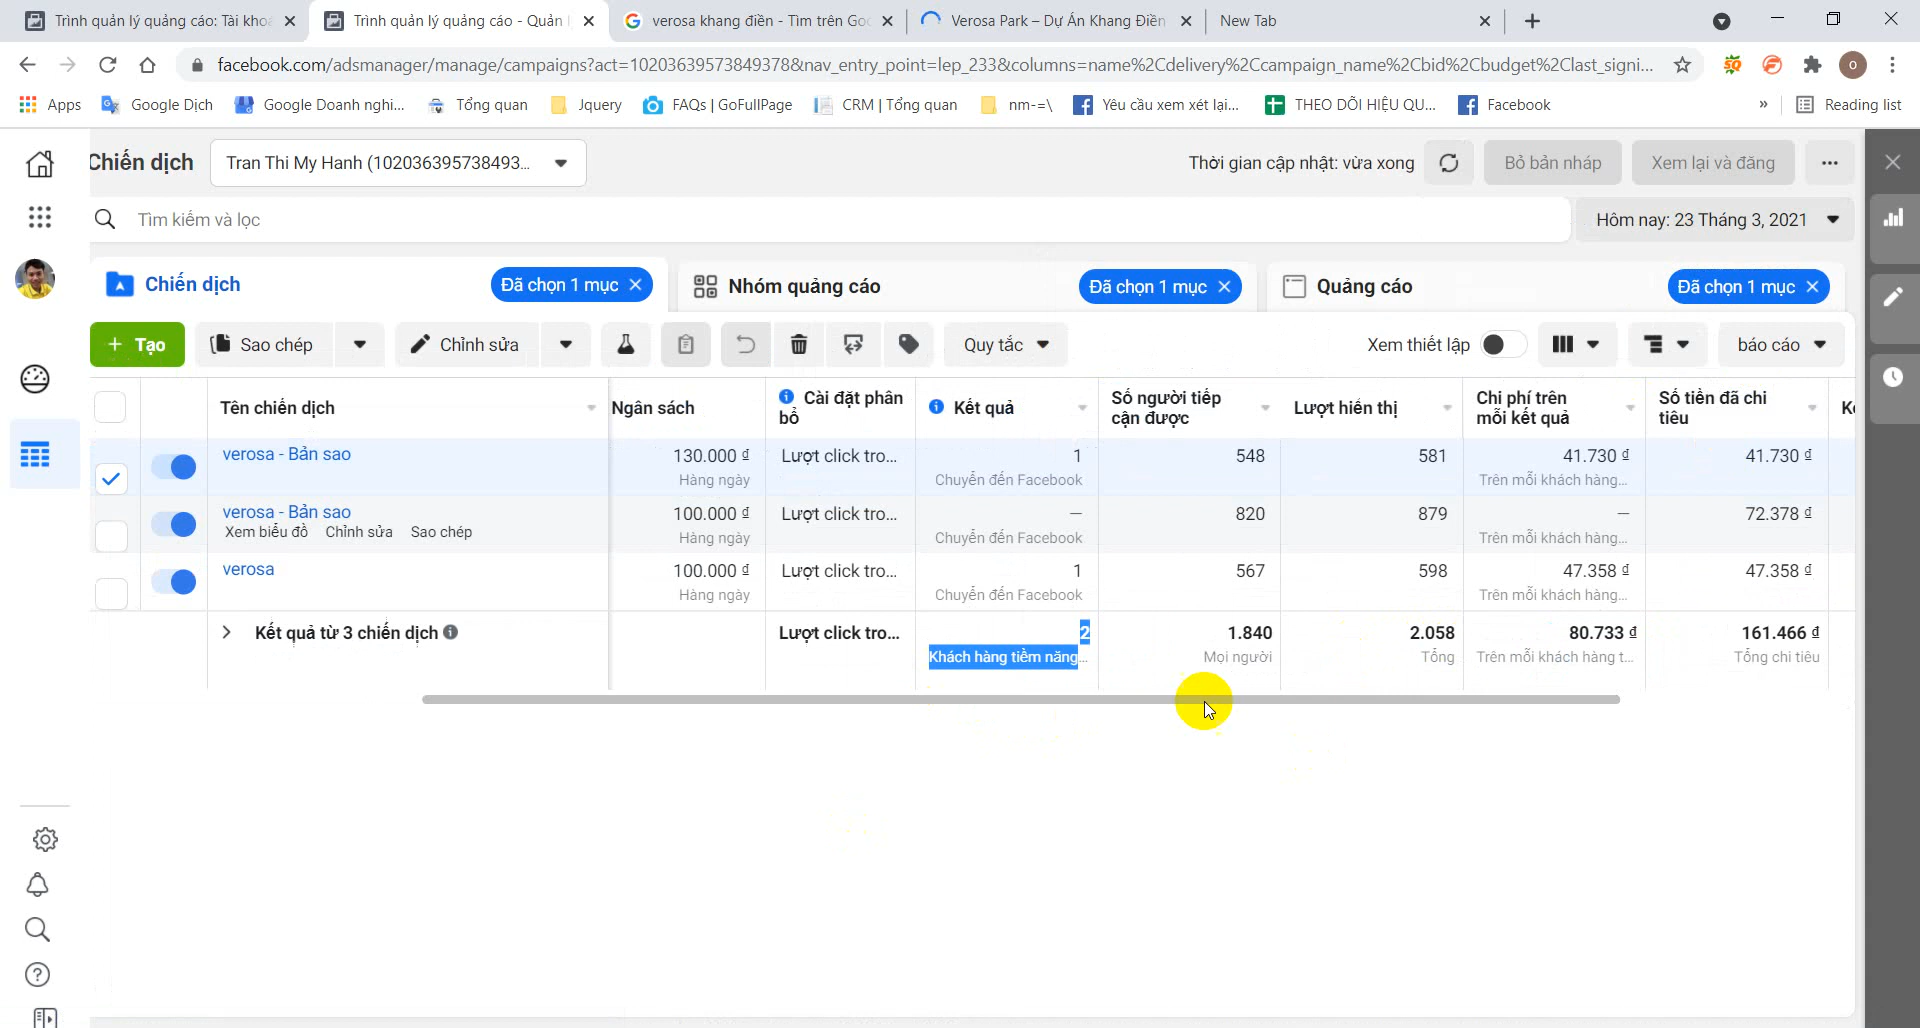 Trình quản lý quảng cáo: Tài kho
Trình quản lý quảng cáo - Quản
verosa khang điền - Tìm trên Goo
Verosa Park – Dự Án Khang Điền
New Tab
facebook.com/adsmanager/manage/campaigns?act=10203639573849378&nav_entry_point=lep_233&columns=name%2Cdelivery%2Ccampaign_name%2Cbid%2Cbudget%2Clast_signi...
Apps
Google Dịch
Google Doanh nghi...
Tổng quan
Jquery
FAQs | GoFullPage
CRM | Tổng quan
nm-=\
Yêu cầu xem xét lại...
THEO DÕI HIỆU QU...
Facebook
»
Reading list
Chiến dịch
Tran Thi My Hanh (102036395738493...
Thời gian cập nhật: vừa xong
Bỏ bản nháp
Xem lại và đăng
Tìm kiếm và lọc
Hôm nay: 23 Tháng 3, 2021
Chiến dịch
Đã chọn 1 mục
Nhóm quảng cáo
Đã chọn 1 mục
Quảng cáo
Đã chọn 1 mục
+ Tạo
Sao chép
Chỉnh sửa
Quy tắc
Xem thiết lập
báo cáo
Tên chiến dịch
Ngân sách
Cài đặt phân bổ
Kết quả
Số người tiếp cận được
Lượt hiển thị
Chi phí trên mỗi kết quả
Số tiền đã chi tiêu
verosa - Bản sao
130.000 ₫
Hàng ngày
Lượt click tro...
1
Chuyển đến Facebook
548
581
41.730 ₫
Trên mỗi khách hàng...
41.730 ₫
verosa - Bản sao
Xem biểu đồ Chỉnh sửa Sao chép
100.000 ₫
Hàng ngày
Lượt click tro...
—
Chuyển đến Facebook
820
879
—
Trên mỗi khách hàng...
72.378 ₫
verosa
100.000 ₫
Hàng ngày
Lượt click tro...
1
Chuyển đến Facebook
567
598
47.358 ₫
Trên mỗi khách hàng...
47.358 ₫
Kết quả từ 3 chiến dịch
Lượt click tro...
2
Khách hàng tiềm năng...
1.840
Mọi người
2.058
Tổng
80.733 ₫
Trên mỗi khách hàng t...
161.466 ₫
Tổng chi tiêu